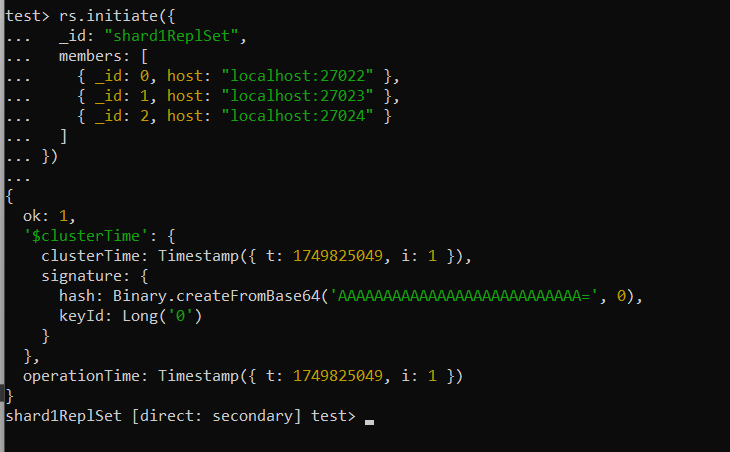 test> rs.initiate({
...   _id: "shard1ReplSet",
...   members: [
...     { _id: 0, host: "localhost:27022" },
...     { _id: 1, host: "localhost:27023" },
...     { _id: 2, host: "localhost:27024" }
...   ]
... })
...
{
  ok: 1,
  '$clusterTime': {
    clusterTime: Timestamp({ t: 1749825049, i: 1 }),
    signature: {
      hash: Binary.createFromBase64('AAAAAAAAAAAAAAAAAAAAAAAAAAA=', 0),
      keyId: Long('0')
    }
  },
  operationTime: Timestamp({ t: 1749825049, i: 1 })
}
shard1ReplSet [direct: secondary] test>